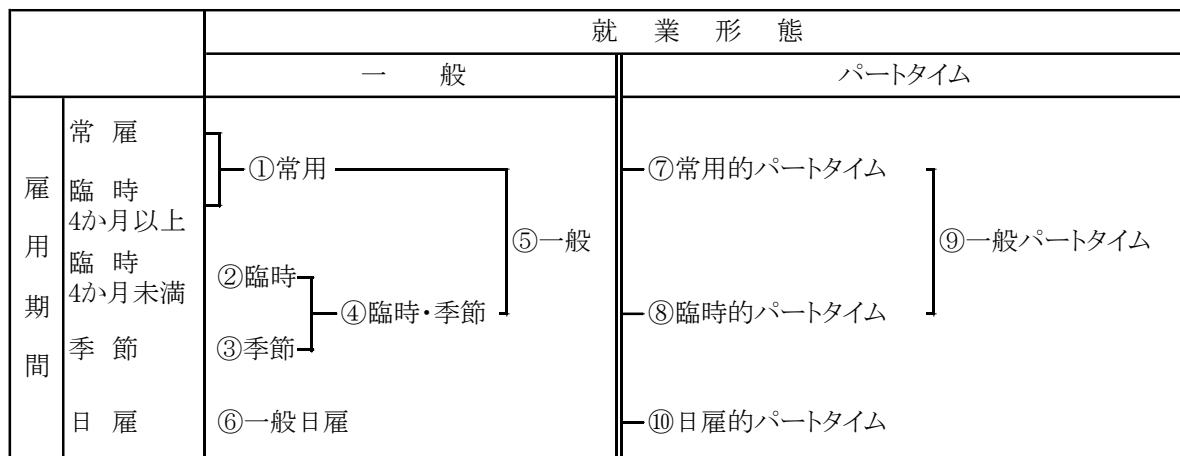 就業形態
一般 パートタイム
雇用期間
常雇
①常用 ⑦常用的パートタイム
臨時
4か月以上
⑤一般 ⑨一般パートタイム
臨時
4か月未満
②臨時
④臨時・季節 ⑧臨時的パートタイム
季節 ③季節
日雇 ⑥一般日雇 ⑩日雇的パートタイム